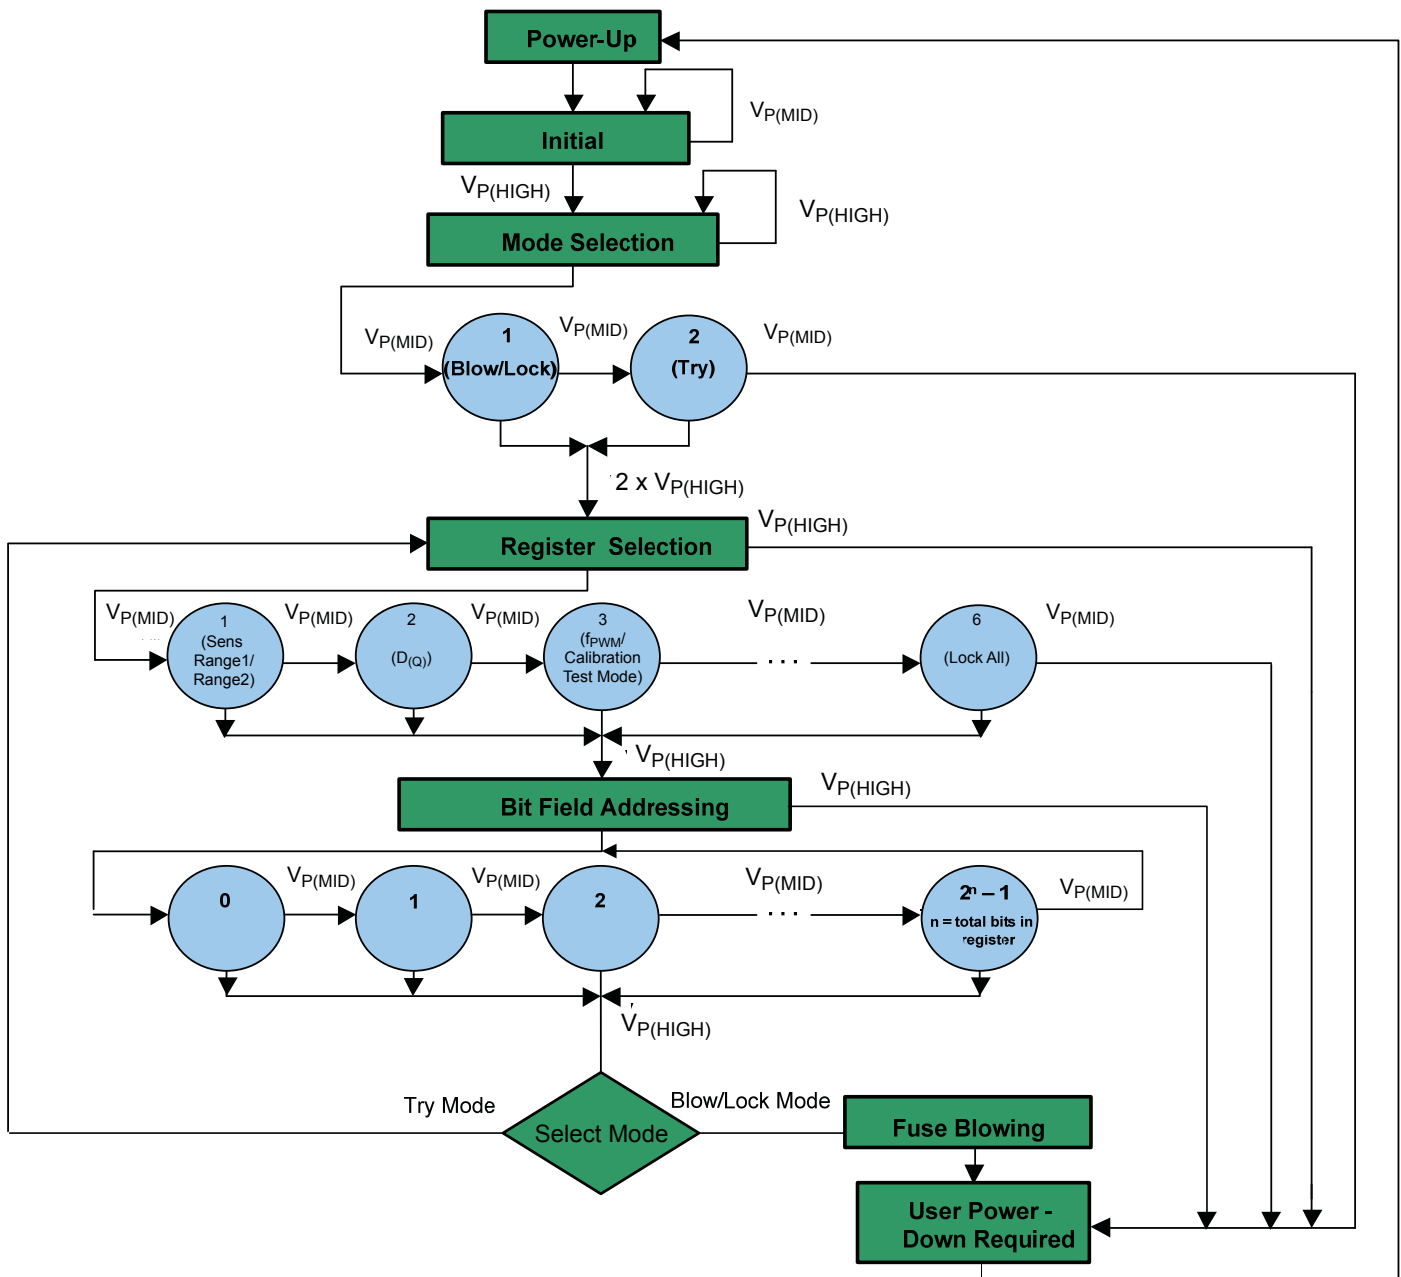 Power-Up
VP(MID)
Initial
VP(HIGH)
VP(HIGH)
Mode Selection
VP(MID)
1
(Blow/Lock)
VP(MID)
2
(Try)
VP(MID)
2 x VP(HIGH)
VP(HIGH)
Register Selection
VP(MID)
1
(Sens
Range1/
Range2)
VP(MID)
2
(D(Q))
VP(MID)
3
(fPWM/
Calibration
Test Mode)
VP(MID)
. . .
6
(Lock All)
VP(MID)
VP(HIGH)
Bit Field Addressing
VP(HIGH)
0
VP(MID)
1
VP(MID)
2
VP(MID)
. . .
2n – 1
n = total bits in
register
VP(MID)
VP(HIGH)
Try Mode
Select Mode
Blow/Lock Mode
Fuse Blowing
User Power -
Down Required